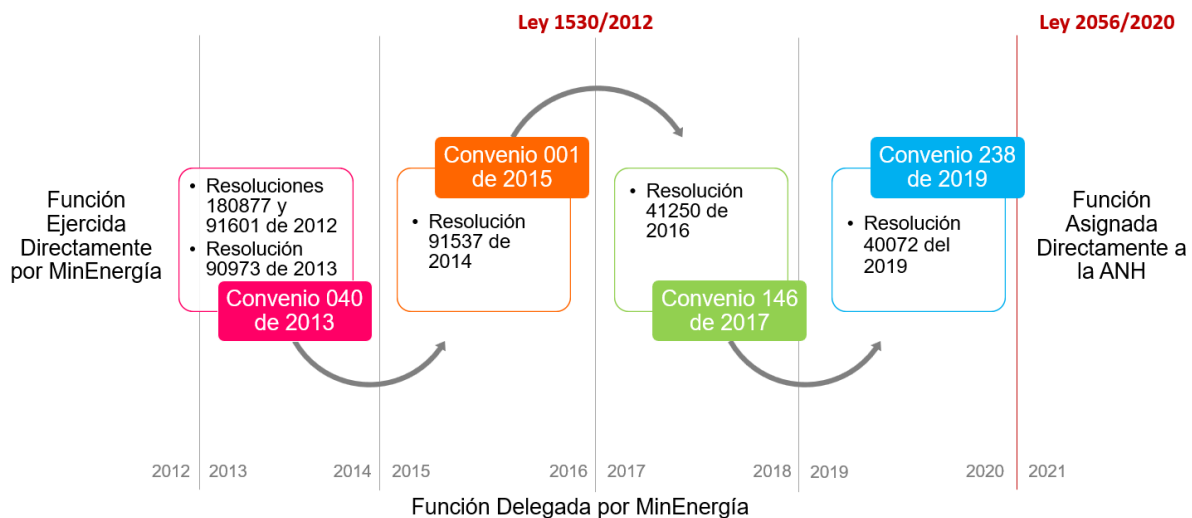 Ley 1530/2012
Ley 2056/2020
Función
Ejercida
Directamente
por MinEnergía
• Resoluciones
180877 y
91601 de 2012
• Resolución
90973 de 2013
Convenio 040
de 2013
Convenio 001
de 2015
• Resolución
91537 de
2014
• Resolución
41250 de
2016
Convenio 146
de 2017
Convenio 238
de 2019
• Resolución
40072 del
2019
Función
Asignada
Directamente a
la ANH
2012 2013 2014 2015 2016 2017 2018 2019 2020 2021
Función Delegada por MinEnergía